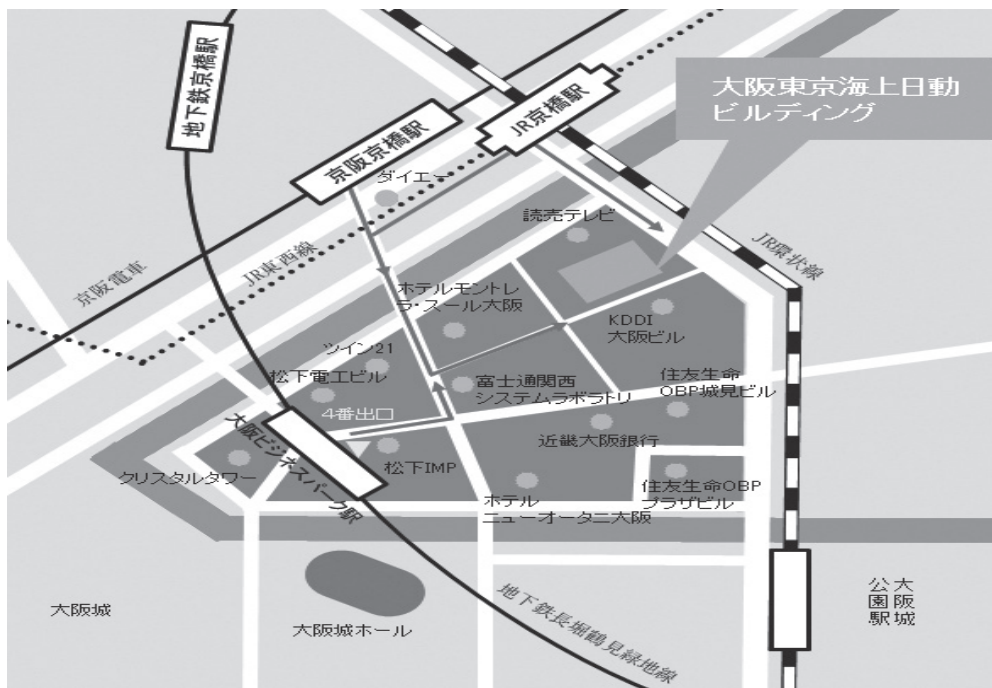 地下鉄京橋駅
京阪京橋駅
JR京橋駅
大阪東京海上日動
ビルディング
ダイエー
読売テレビ
JR環状線
京阪電車
JR東西線
ホテルモントレ
ラ・スール大阪
KDDI
大阪ビル
ツイン21
松下電工ビル
富士通関西
システムラボラトリ
住友生命
OBP城見ビル
4番出口
大阪ビジネスパーク駅
近畿大阪銀行
クリスタルタワー
松下IMP
ホテル
ニューオータニ大阪
住友生命OBP
プラザビル
大阪城
大阪城ホール
地下鉄長堀鶴見緑地線
大阪城
公園駅